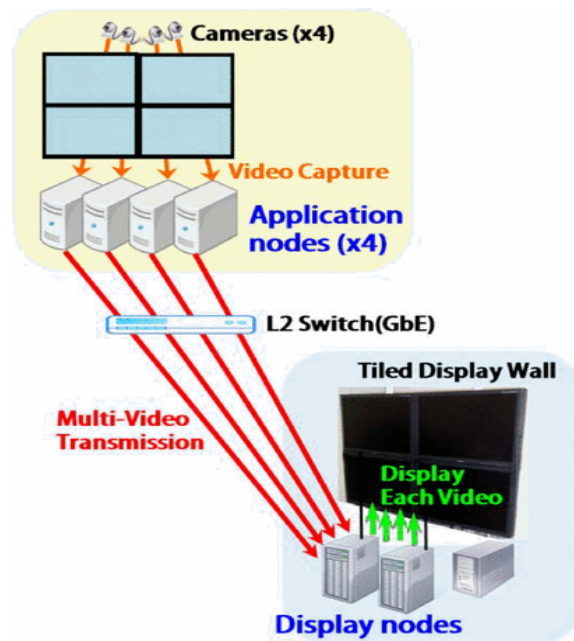 Cameras (x4)
Video Capture
Application
nodes (x4)
L2 Switch(GbE)
Tiled Display Wall
Multi-Video
Transmission
Display
Each Video
Display nodes